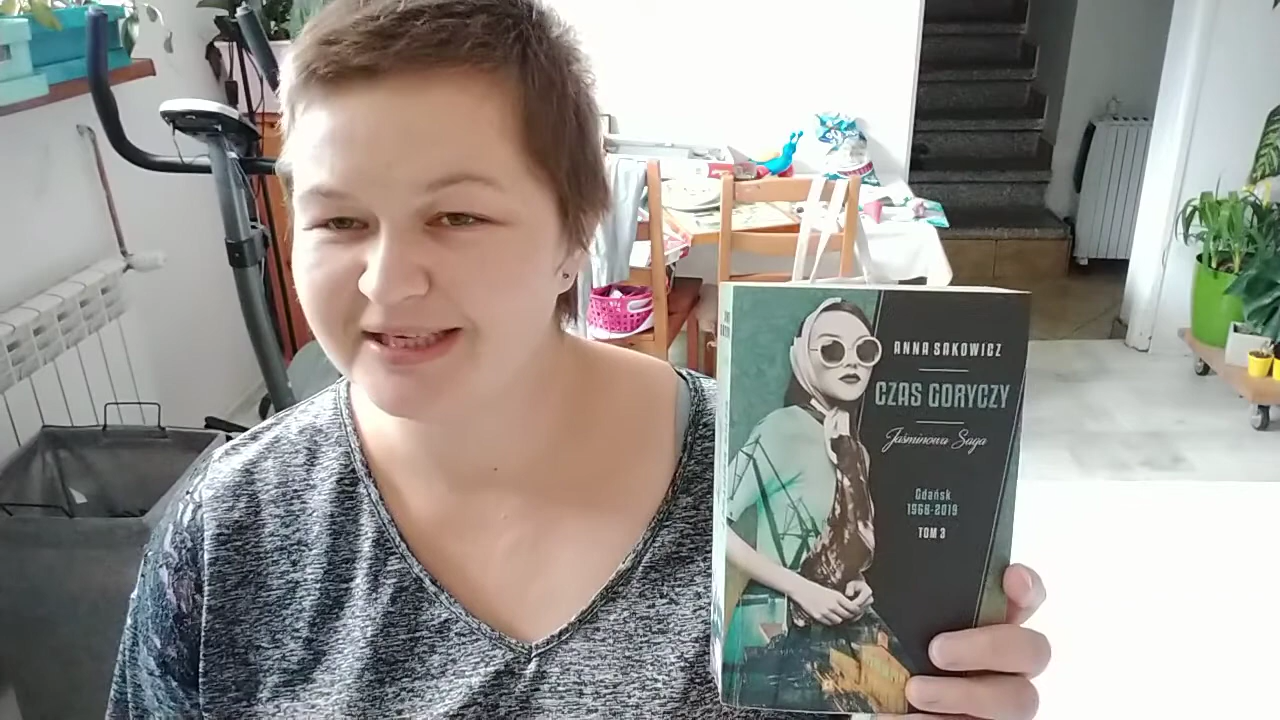 ANNA SAKOWICZ
CZAS GORYCZY
Jaśminowa Saga
Gdańsk
1968-2019
TOM 3